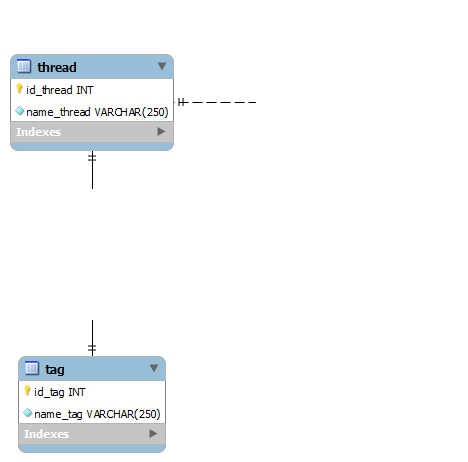 thread
id_thread INT
name_thread VARCHAR(250)
Indexes
tag
id_tag INT
name_tag VARCHAR(250)
Indexes